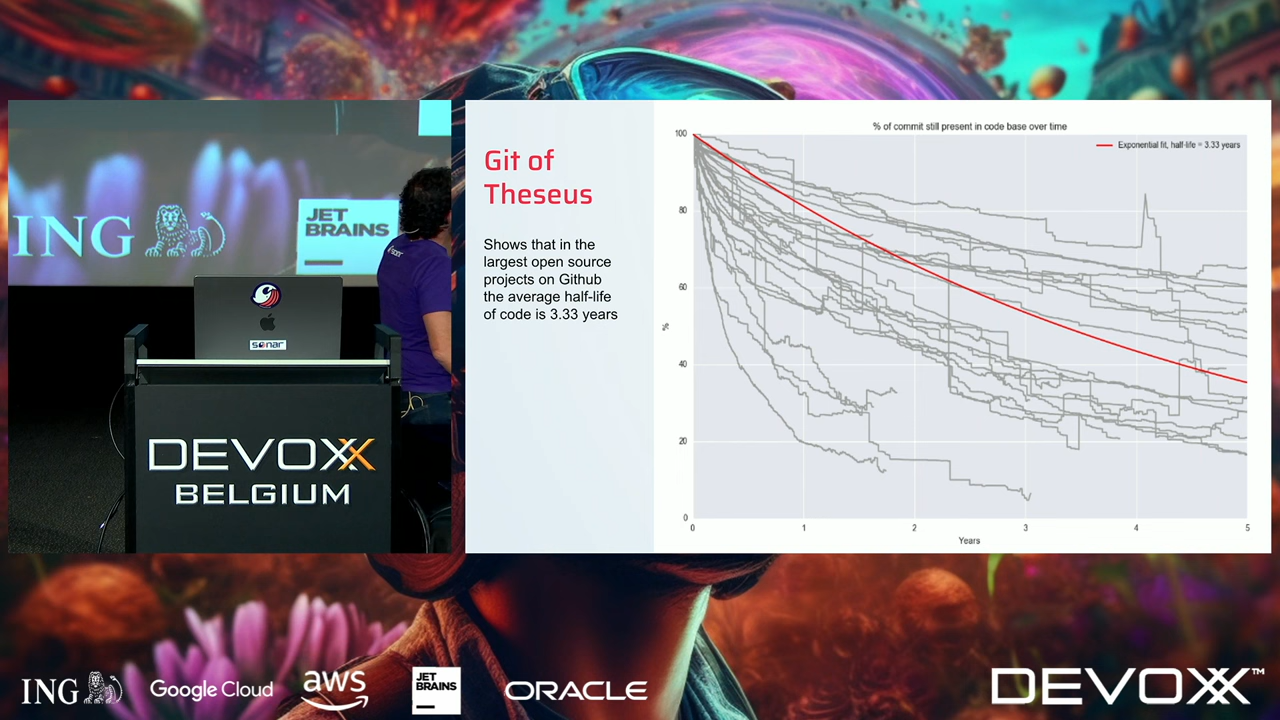 ING
JET
BRAINS
sonar
DEVOXX
BELGIUM
Git of
Theseus
Shows that in the
largest open source
projects on Github
the average half-life
of code is 3.33 years
% of commit still present in code base over time
Exponential fit, half-life = 3.33 years
100
80
60
40
20
0
%
0 1 2 3 4 5
Years
ING
Google Cloud
aws
JET
BRAINS
ORACLE
DEVOXX™